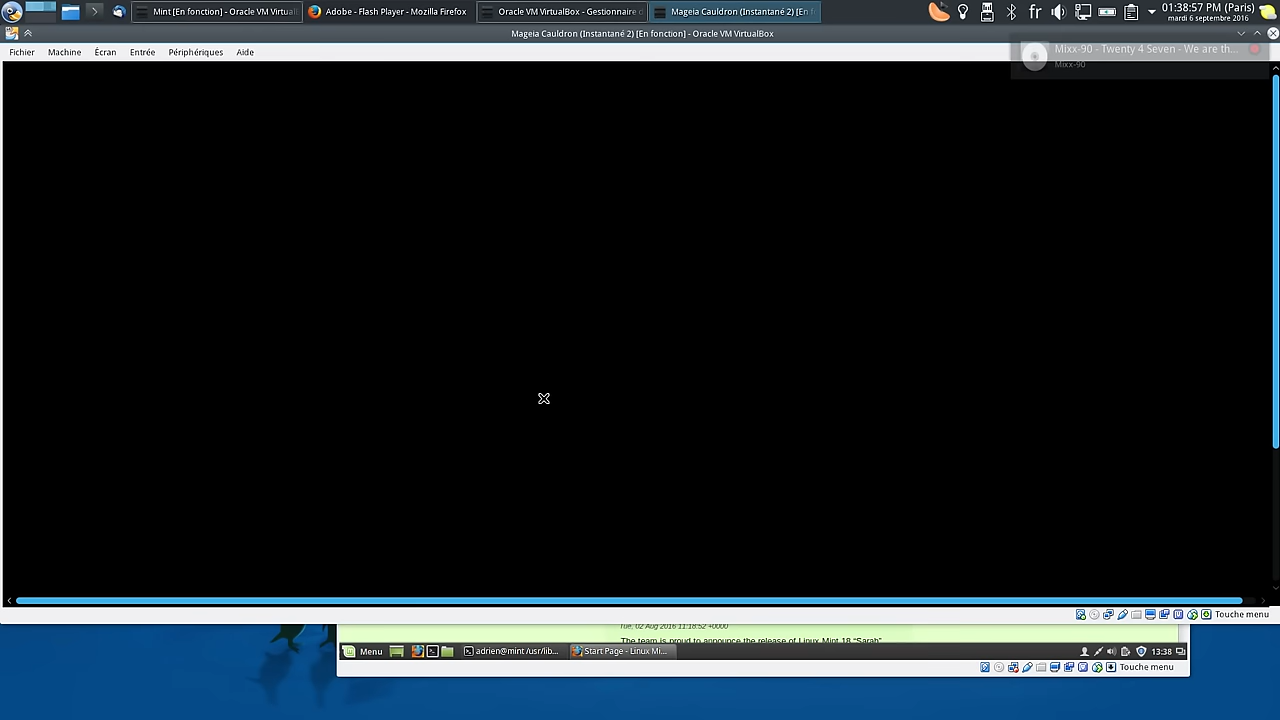 Mint [En fonction] - Oracle VM Virtual
Adobe - Flash Player - Mozilla Firefox
Oracle VM VirtualBox - Gestionnaire d
Mageia Cauldron (Instantané 2) [En f
fr
01:38:57 PM (Paris)
mardi 6 septembre 2016
Mageia Cauldron (Instantané 2) [En fonction] - Oracle VM VirtualBox
Fichier Machine Écran Entrée Périphériques Aide
Mixx-90 - Twenty 4 Seven - We are th...
Mixx-90
Touche menu
Tue, 02 Aug 2016 11:18:52 +0000
The team is proud to announce the release of Linux Mint 18 “Sarah”
Menu
adrien@mint /usr/lib...
Start Page - Linux Mi...
13:38
Touche menu